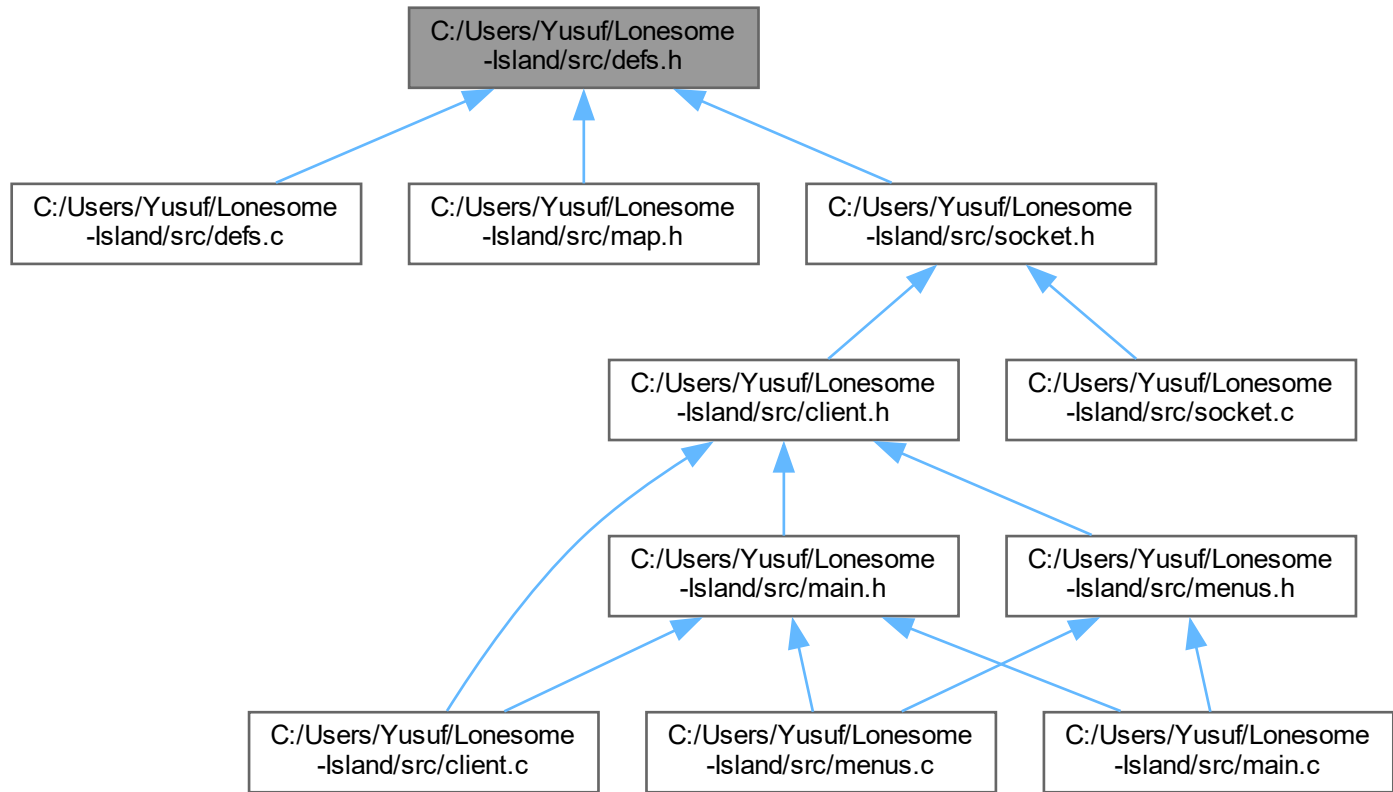 C:/Users/Yusuf/Lonesome
-Island/src/defs.h
C:/Users/Yusuf/Lonesome
-Island/src/defs.c
C:/Users/Yusuf/Lonesome
-Island/src/map.h
C:/Users/Yusuf/Lonesome
-Island/src/socket.h
C:/Users/Yusuf/Lonesome
-Island/src/client.h
C:/Users/Yusuf/Lonesome
-Island/src/socket.c
C:/Users/Yusuf/Lonesome
-Island/src/main.h
C:/Users/Yusuf/Lonesome
-Island/src/menus.h
C:/Users/Yusuf/Lonesome
-Island/src/client.c
C:/Users/Yusuf/Lonesome
-Island/src/menus.c
C:/Users/Yusuf/Lonesome
-Island/src/main.c